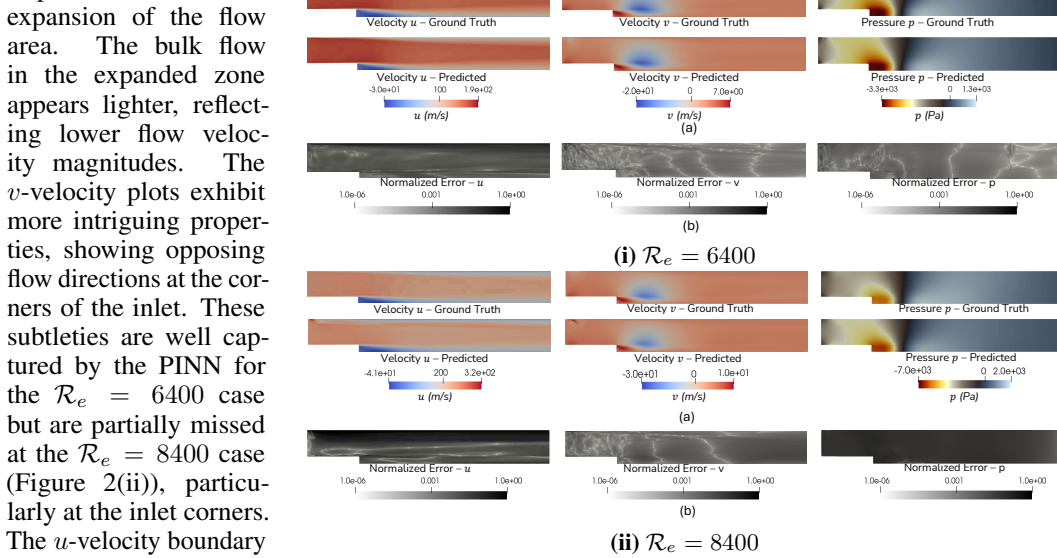 expansion of the flow
area. The bulk flow
in the expanded zone
appears lighter, reflect-
ing lower flow veloc-
ity magnitudes. The
v-velocity plots exhibit
more intriguing proper-
ties, showing opposing
flow directions at the cor-
ners of the inlet. These
subtleties are well cap-
tured by the PINN for
the ℛe = 6400 case
but are partially missed
at the ℛe = 8400 case
(Figure 2(ii)), particu-
larly at the inlet corners.
The u-velocity boundary
Velocity u – Ground Truth Velocity v – Ground Truth Pressure p – Ground Truth
Velocity u – Predicted Velocity v – Predicted Pressure p – Predicted
-3.0e+01 100 1.9e+02 -2.0e+01 0 7.0e+00 -3.3e+03 0 1.3e+03
u (m/s) v (m/s) p (Pa)
(a)
Normalized Error – u Normalized Error – v Normalized Error – p
1.0e-06 0.001 1.0e+00 1.0e-06 0.001 1.0e+00 1.0e-06 0.001 1.0e+00
(b)
(i) ℛe = 6400
Velocity u – Ground Truth Velocity v – Ground Truth Pressure p – Ground Truth
Velocity u – Predicted Velocity v – Predicted Pressure p – Predicted
-4.1e+01 200 3.2e+02 -3.0e+01 0 1.0e+01 -7.0e+03 0 2.0e+03
u (m/s) v (m/s) p (Pa)
(a)
Normalized Error – u Normalized Error – v Normalized Error – p
1.0e-06 0.001 1.0e+00 1.0e-06 0.001 1.0e+00 1.0e-06 0.001 1.0e+00
(b)
(ii) ℛe = 8400